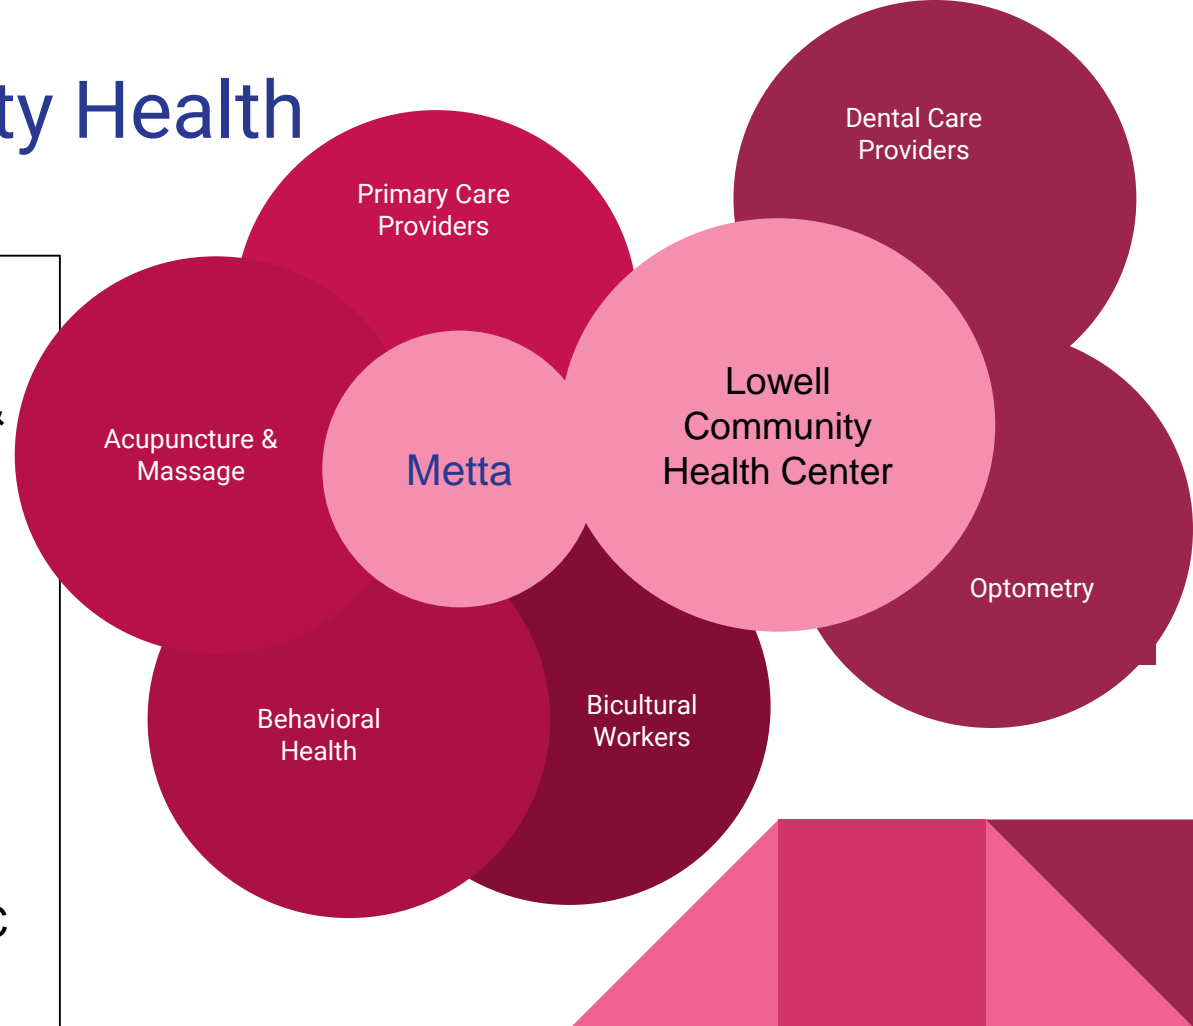 ty Health
Dental Care
Providers
Primary Care
Providers
&
Acupuncture &
Massage
Metta
Lowell
Community
Health Center
Optometry
Behavioral
Health
Bicultural
Workers
C